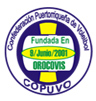 Confederación Puertorriqueña de Voleibol
Fundada En
9/Junio/2001
OROCOVIS
COPUVO